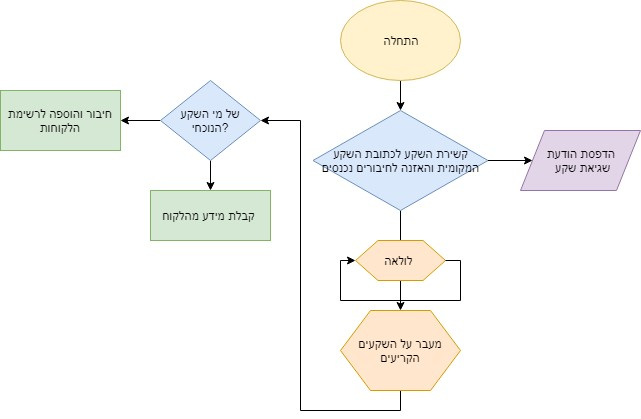 התחלה
קשירת השקע לכתובת השקע
המקומית והאזנה לחיבורים נכנסים
הדפסת הודעת
שגיאת שקע
לולאה
מעבר על השקעים
הקריעים
של מי השקע
הנוכחי?
חיבור והוספה לרשימת
הלקוחות
קבלת מידע מהלקוח